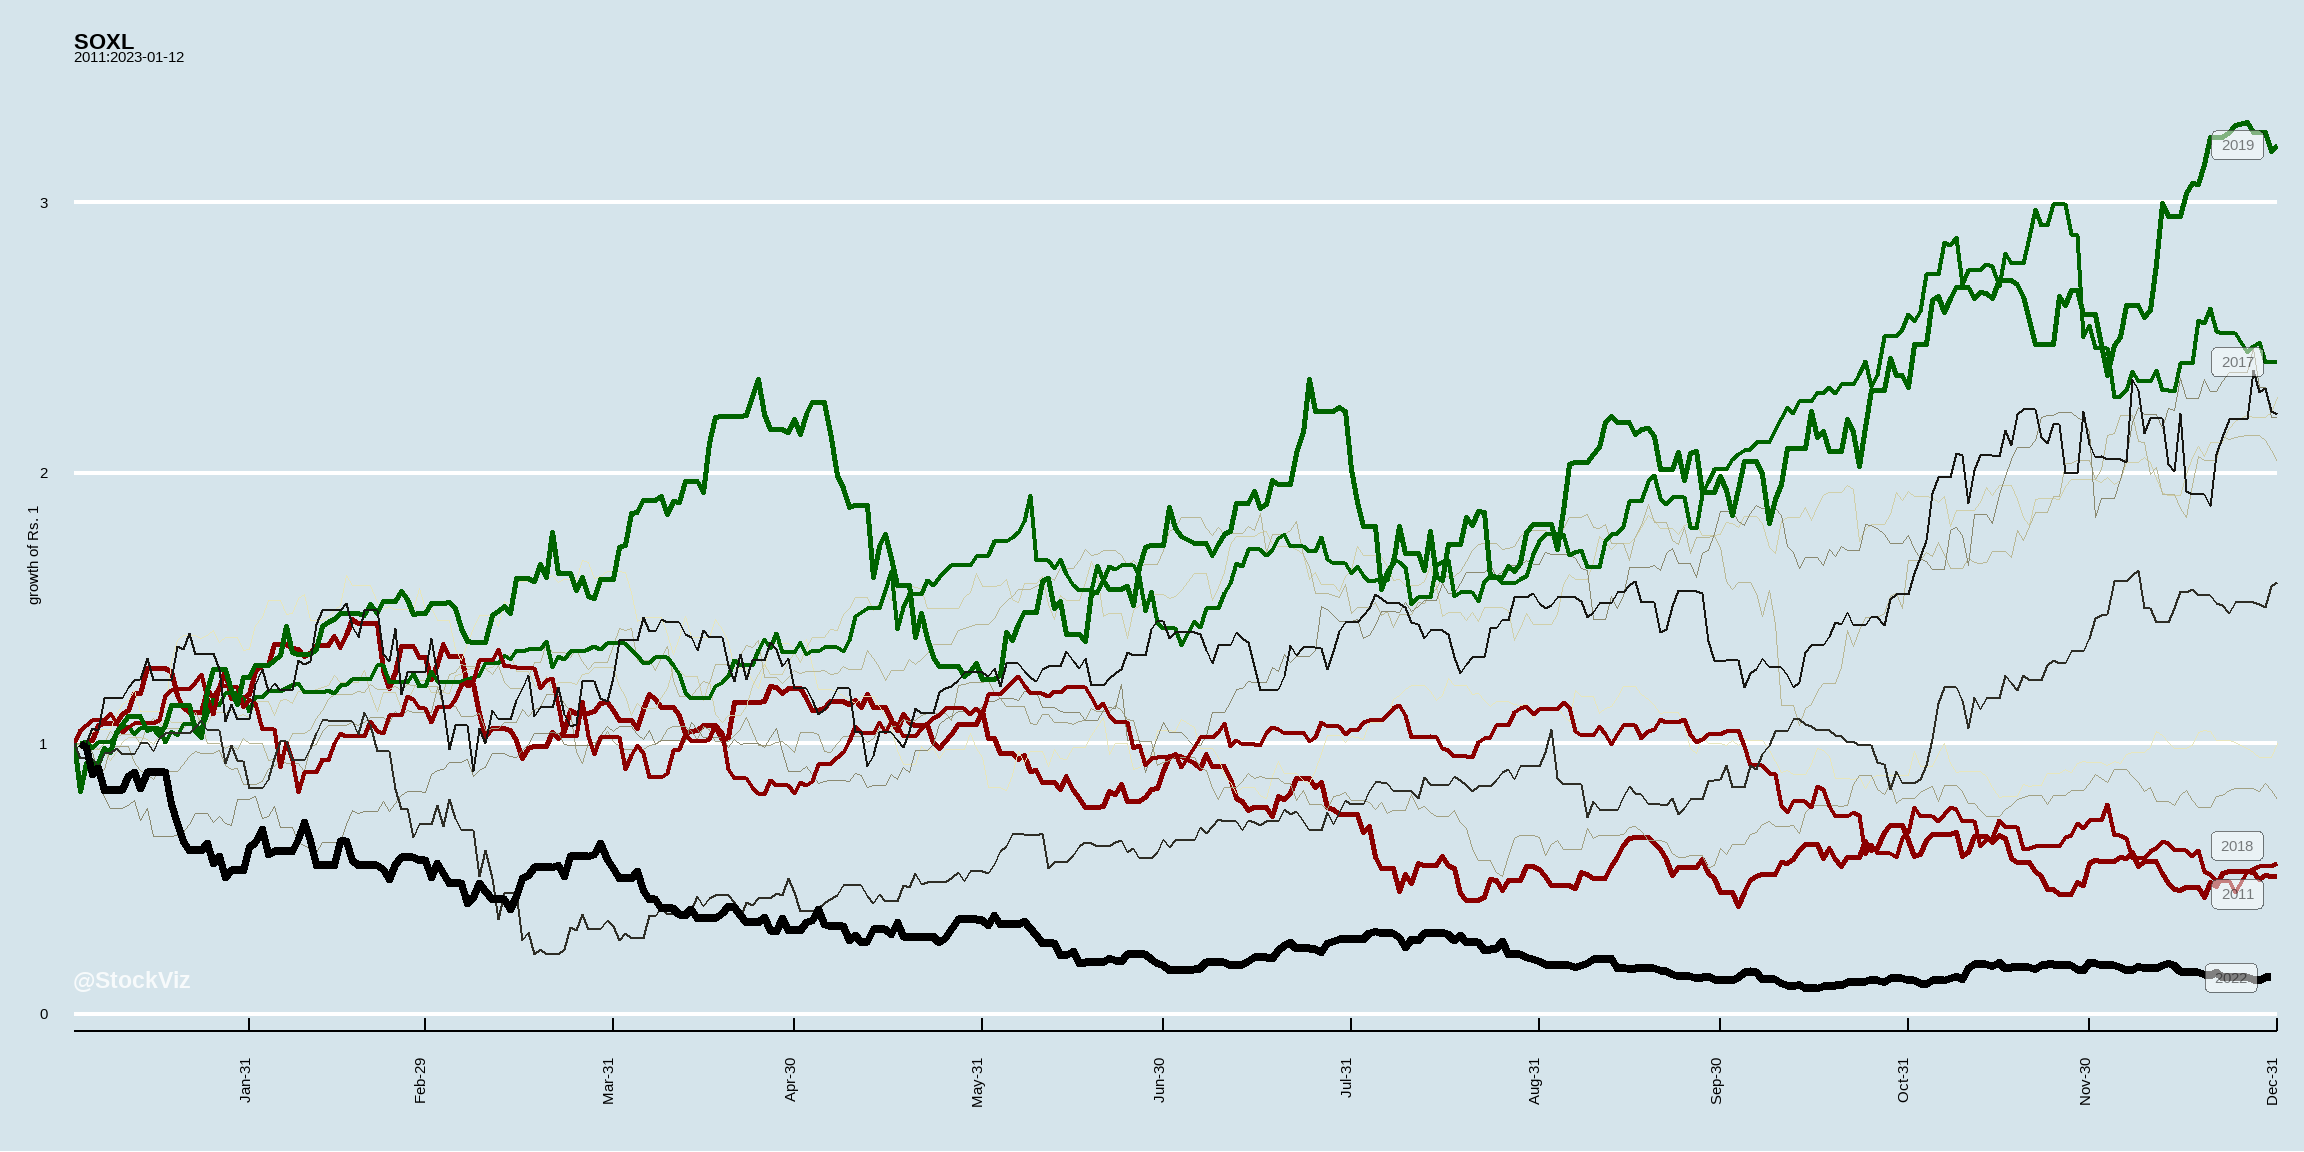 SOXL
2011:2023-01-12
growth of Rs. 1
3
2
1
0
2019
2017
2018
2011
2022
@StockViz
Jan-31
Feb-29
Mar-31
Apr-30
May-31
Jun-30
Jul-31
Aug-31
Sep-30
Oct-31
Nov-30
Dec-31